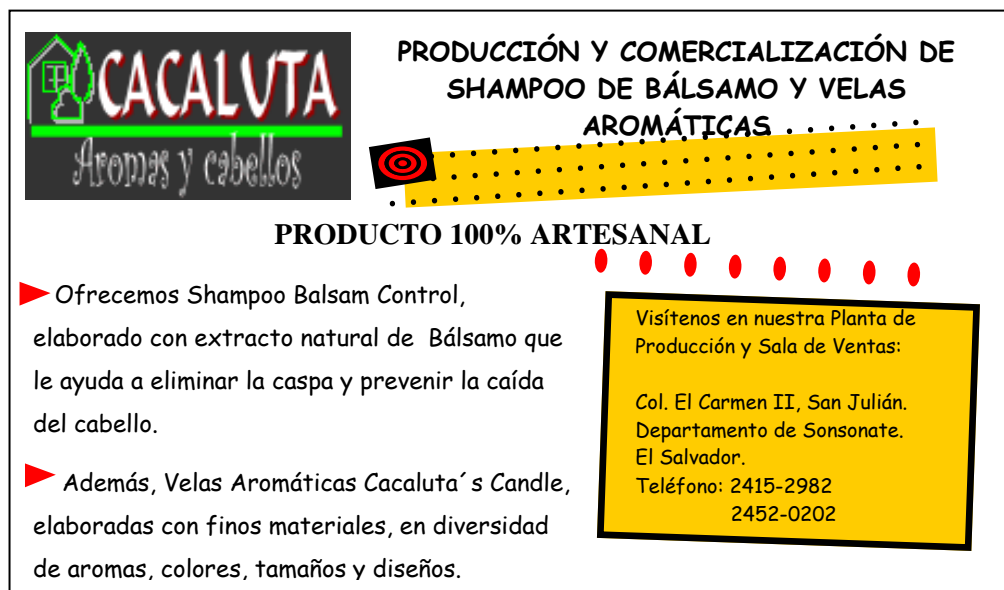 CACALUTA
Aromas y cabellos
PRODUCCIÓN Y COMERCIALIZACIÓN DE
SHAMPOO DE BÁLSAMO Y VELAS
AROMÁTICAS
PRODUCTO 100% ARTESANAL
Ofrecemos Shampoo Balsam Control,
elaborado con extracto natural de Bálsamo que
le ayuda a eliminar la caspa y prevenir la caída
del cabello.
Además, Velas Aromáticas Cacaluta´s Candle,
elaboradas con finos materiales, en diversidad
de aromas, colores, tamaños y diseños.
Visítenos en nuestra Planta de
Producción y Sala de Ventas:
Col. El Carmen II, San Julián.
Departamento de Sonsonate.
El Salvador.
Teléfono: 2415-2982
2452-0202